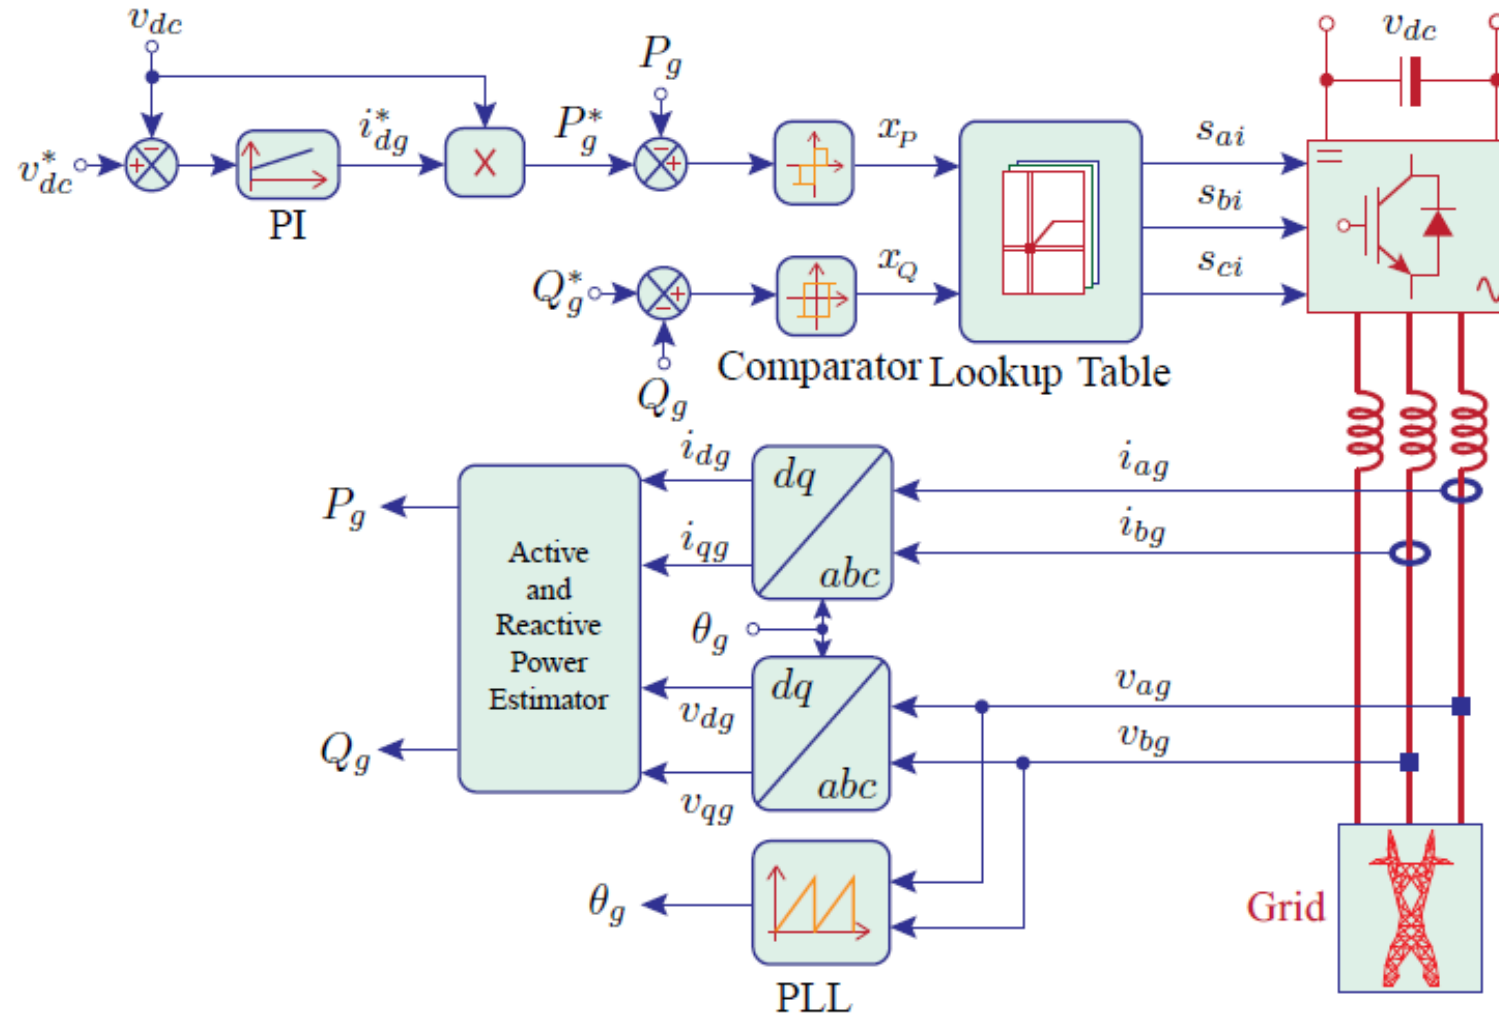 v_dc
v*_dc
PI
i*_dg
X
P*_g
P_g
x_P
Q*_g
Q_g
x_Q
Comparator
Lookup Table
s_ai
s_bi
s_ci
v_dc
P_g
Q_g
Active
and
Reactive
Power
Estimator
i_dg
i_qg
dq
abc
i_ag
i_bg
θ_g
v_dg
v_qg
dq
abc
v_ag
v_bg
θ_g
PLL
Grid